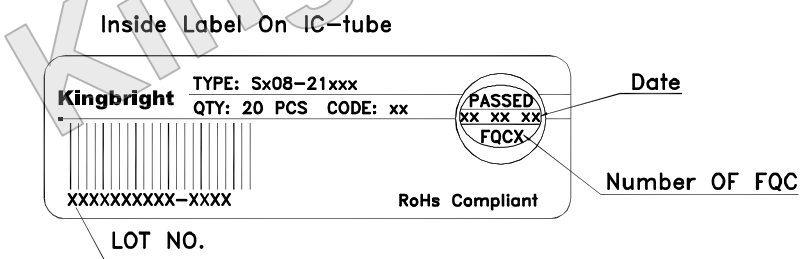 Inside Label On IC-tube
Kingbright
TYPE: Sx08-21xxx
QTY: 20 PCS CODE: xx
PASSED
XX XX XX
FQCX
Date
Number OF FQC
XXXXXXXXXX-XXXX
RoHs Compliant
LOT NO.
King